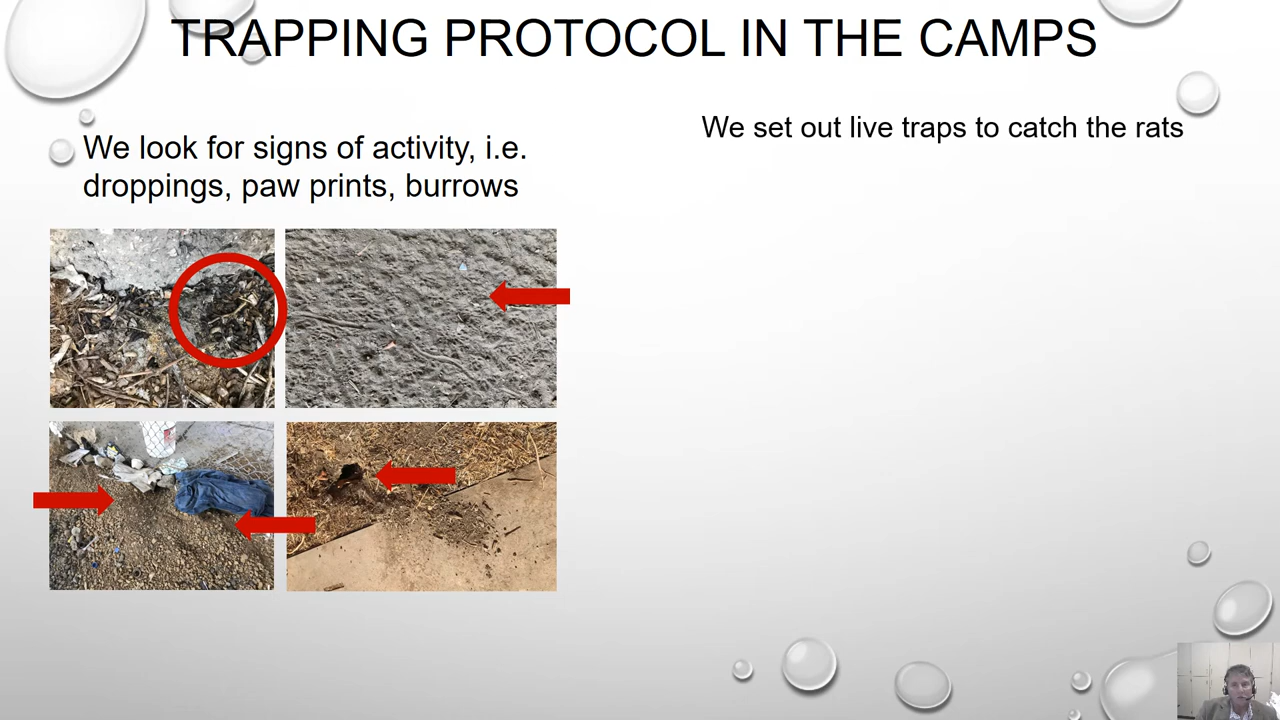 TRAPPING PROTOCOL IN THE CAMPS
We look for signs of activity, i.e.
droppings, paw prints, burrows
We set out live traps to catch the rats